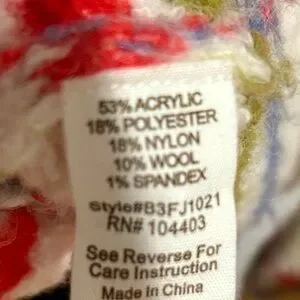 53% ACRYLIC
18% POLYESTER
18% NYLON
10% WOOL
1% SPANDEX
style#B3FJ1021
RN# 104403
See Reverse For
Care Instruction
Made In China